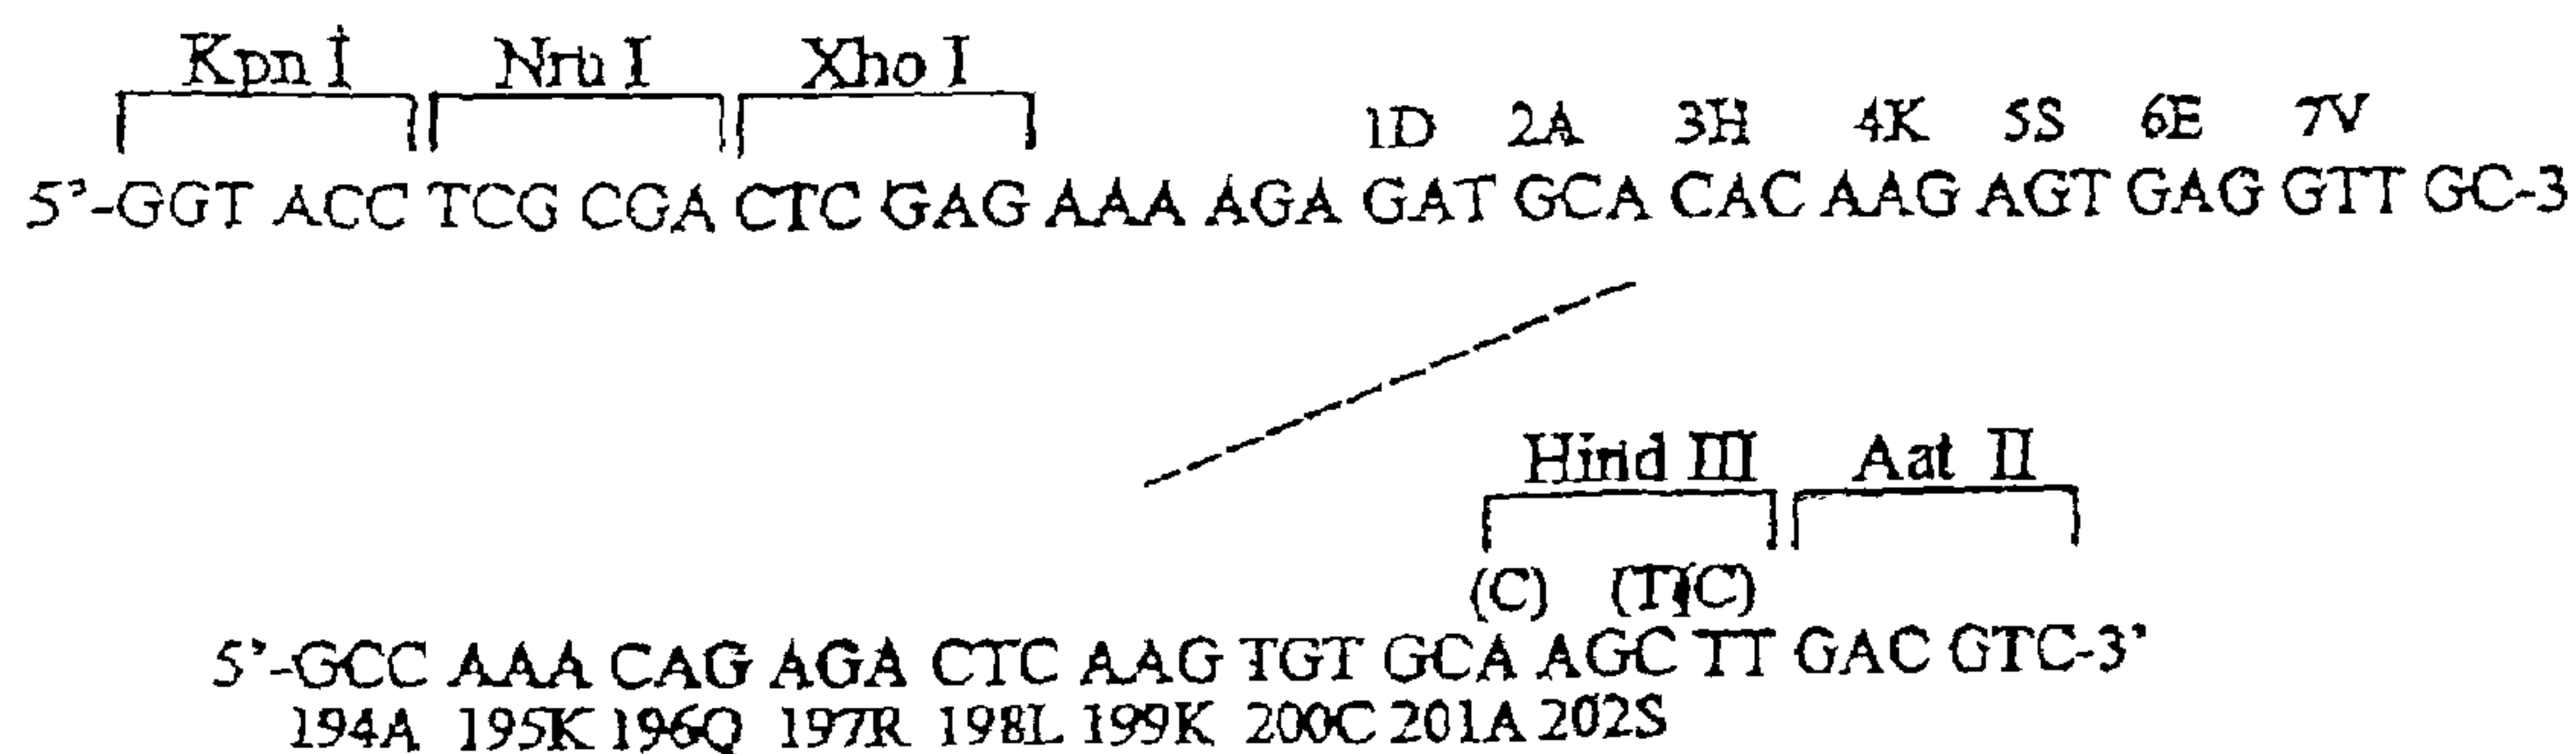 Kpn I Nru I Xho I
1D 2A 3H 4K 5S 6E 7V
5'-GGT ACC TCG CGA CTC GAG AAA AGA GAT GCA CAC AAG AGT GAG GTT GC-3
Hind III Aat II
(C) (T)(C)
5'-GCC AAA CAG AGA CTC AAG TGT GCA AGC TT GAC GTC-3'
194A 195K 196Q 197R 198L 199K 200C 201A 202S